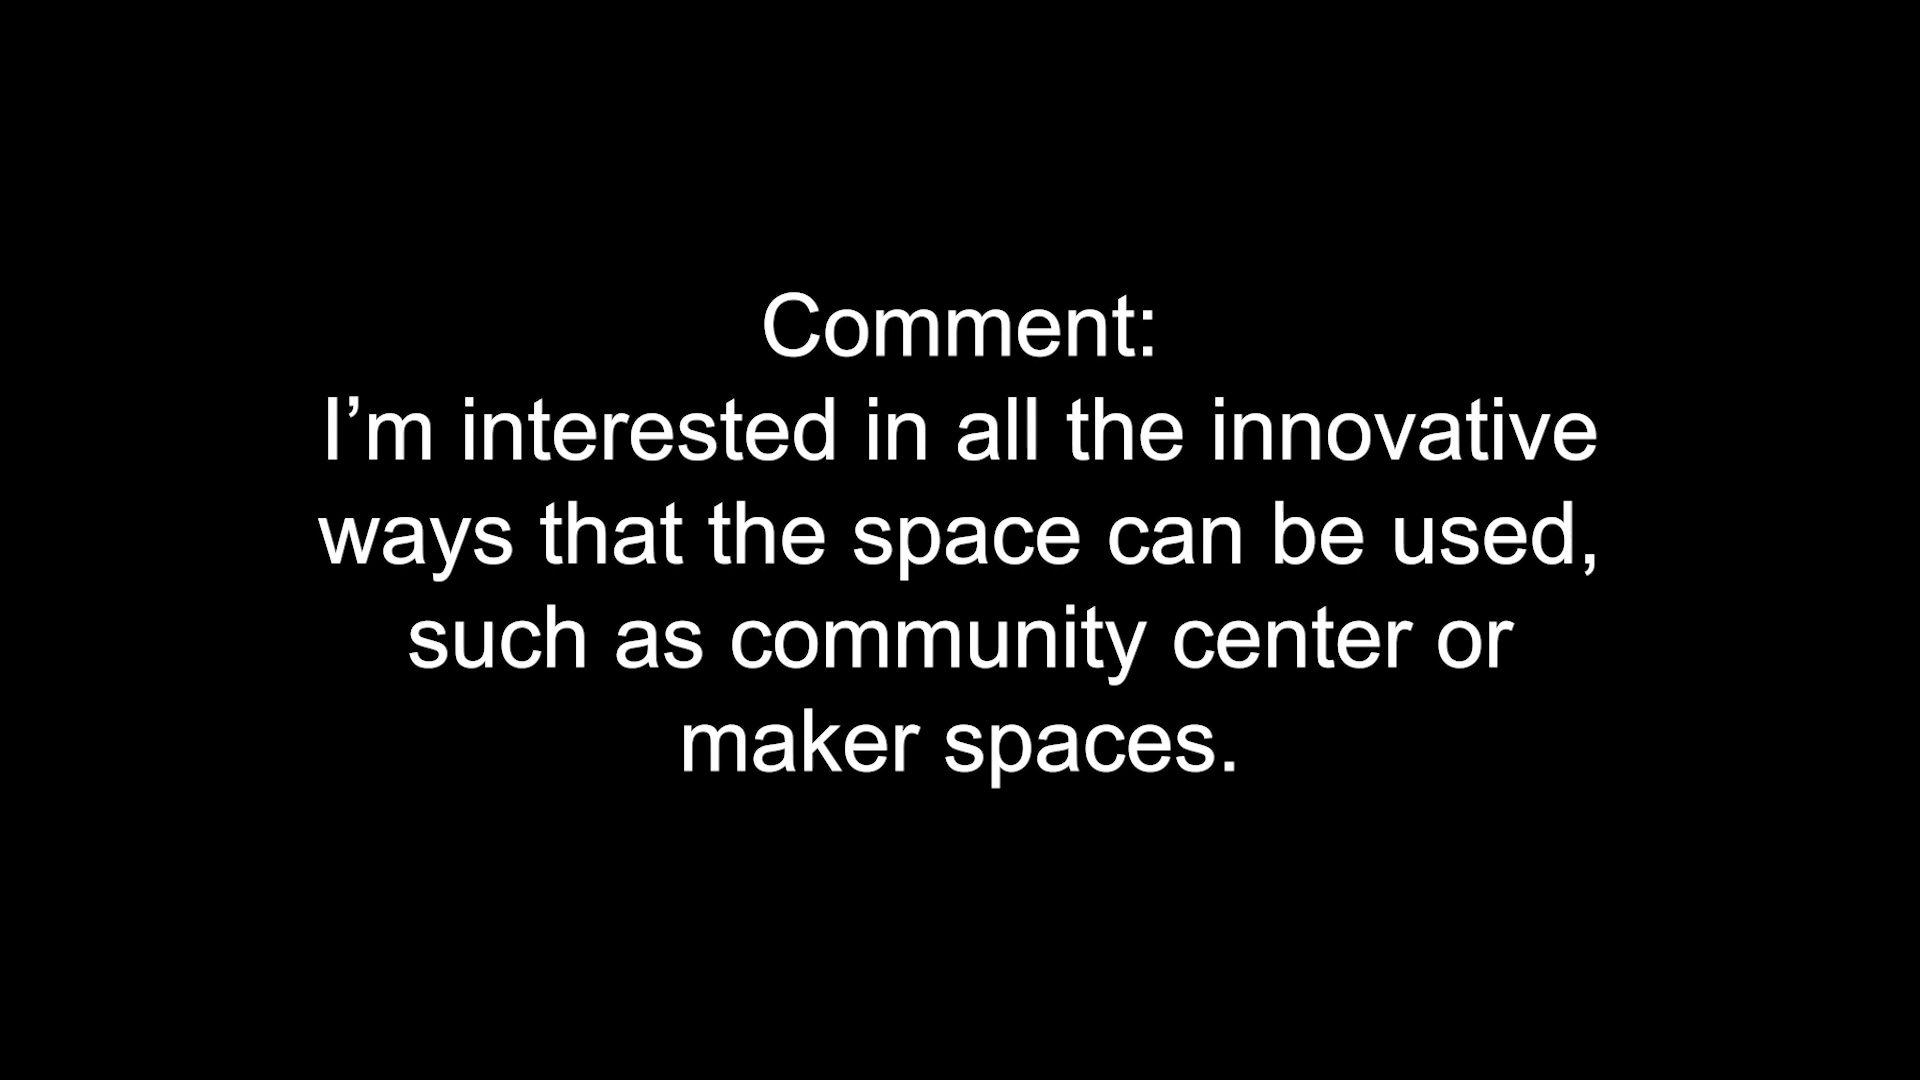 Comment:
I’m interested in all the innovative
ways that the space can be used,
such as community center or
maker spaces.